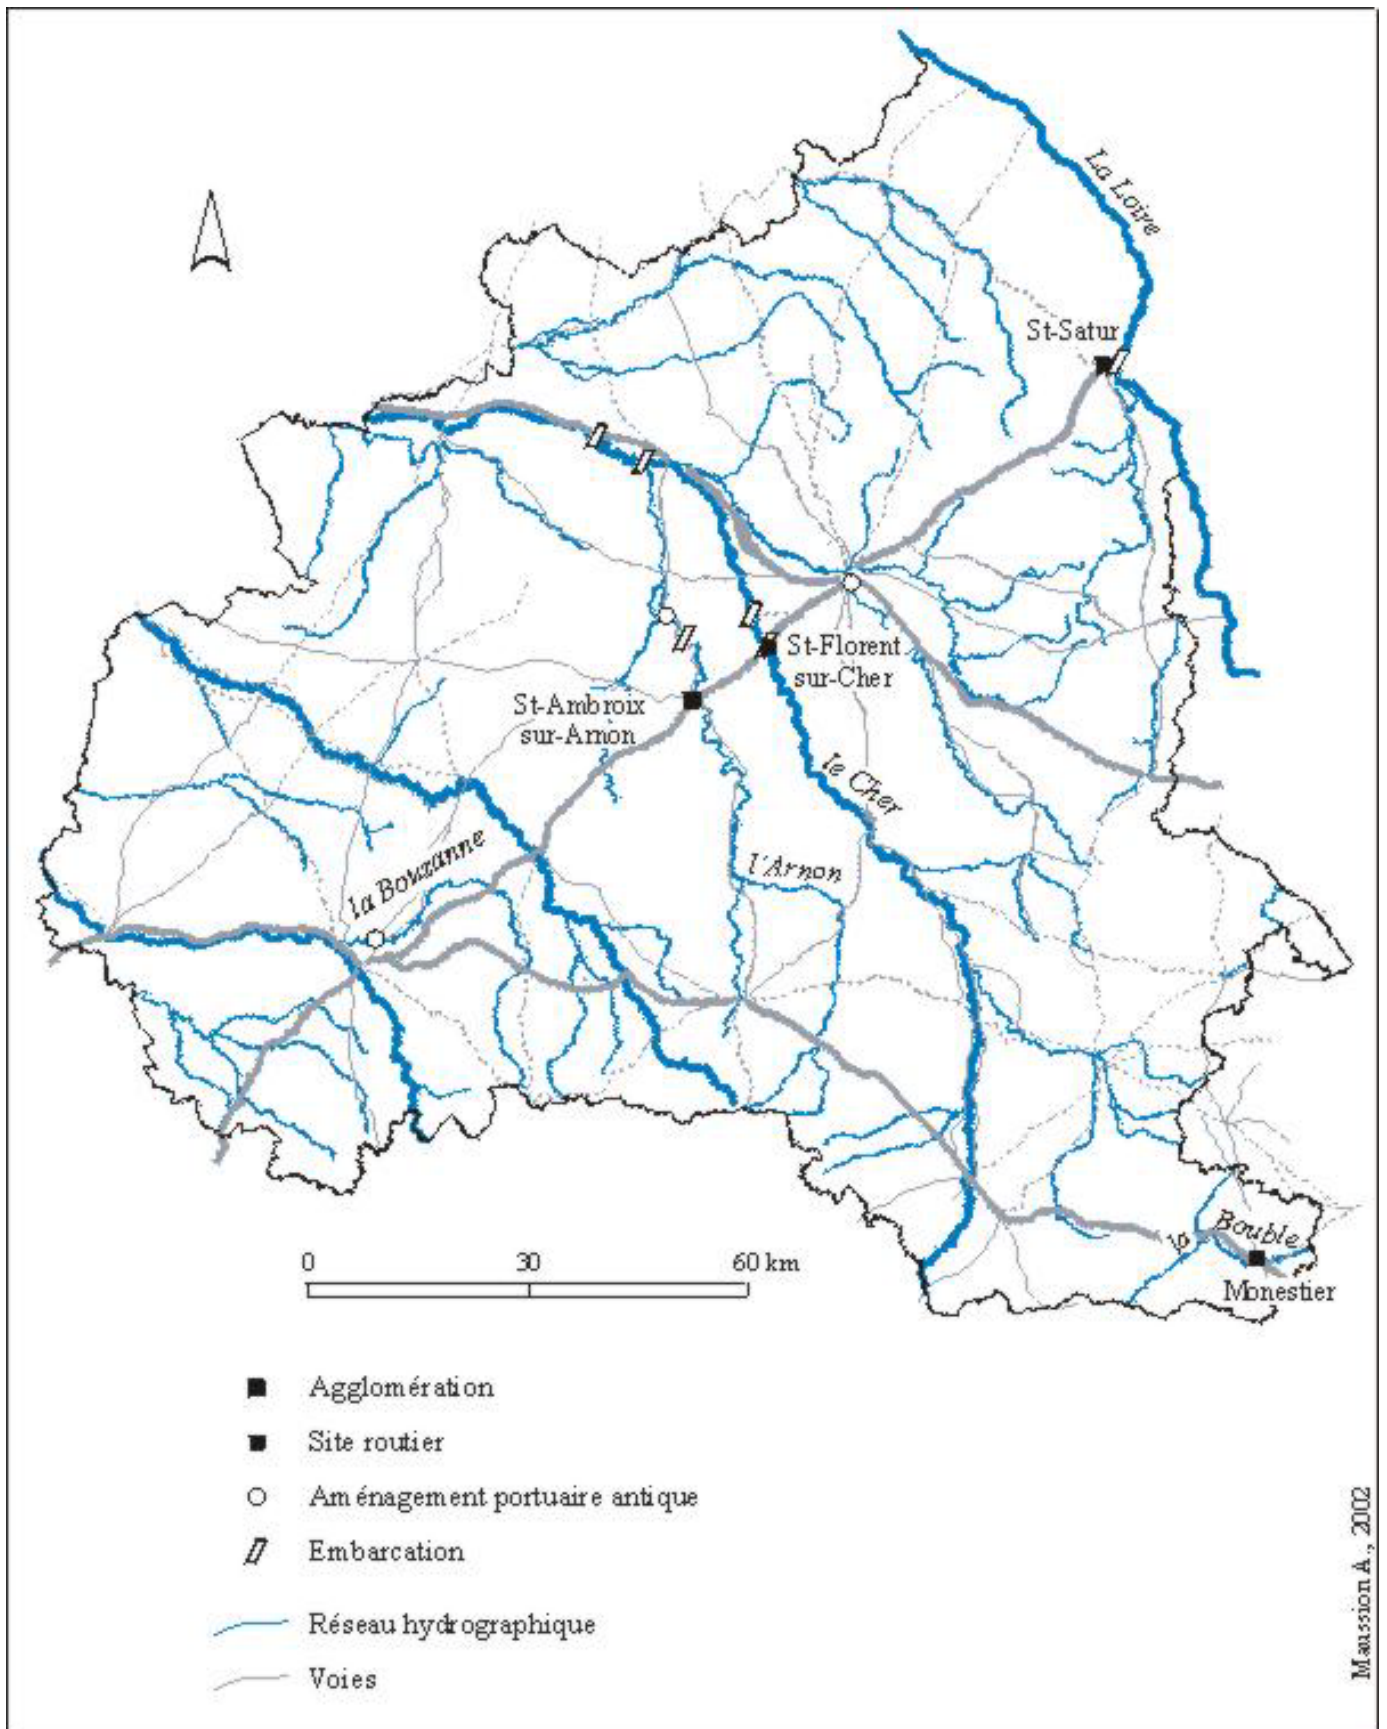 La Loire
St-Satur
St-Florent
sur-Cher
St-Ambroix
sur-Arnon
le Cher
la Bouzanne
l'Arnon
la Bouble
Monestier
0 30 60 km
Agglomération
Site routier
Aménagement portuaire antique
Embarcation
Réseau hydrographique
Voies
Maussion A., 2002